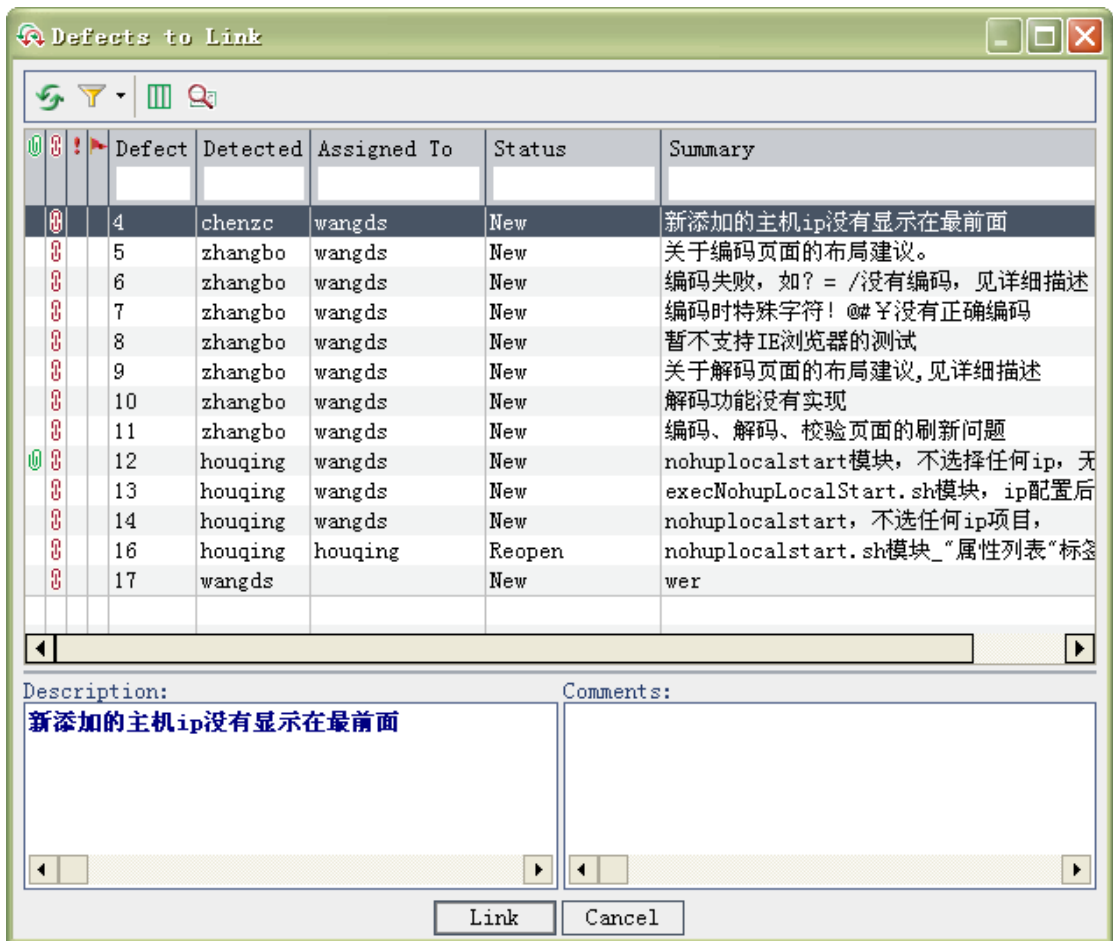 Defects to Link
Defect Detected Assigned To Status Summary
4 chenzc wangds New 新添加的主机ip没有显示在最前面
5 zhangbo wangds New 关于编码页面的布局建议。
6 zhangbo wangds New 编码失败，如? = /没有编码，见详细描述
7 zhangbo wangds New 编码时特殊字符! @#￥没有正确编码
8 zhangbo wangds New 暂不支持IE浏览器的测试
9 zhangbo wangds New 关于解码页面的布局建议,见详细描述
10 zhangbo wangds New 解码功能没有实现
11 zhangbo wangds New 编码、解码、校验页面的刷新问题
12 houqing wangds New nohuplocalstart模块，不选择任何ip，无
13 houqing wangds New execNohupLocalStart.sh模块，ip配置后
14 houqing wangds New nohuplocalstart，不选任何ip项目，
16 houqing houqing Reopen nohuplocalstart.sh模块_"属性列表"标签
17 wangds New wer
Description: Comments:
新添加的主机ip没有显示在最前面
Link Cancel